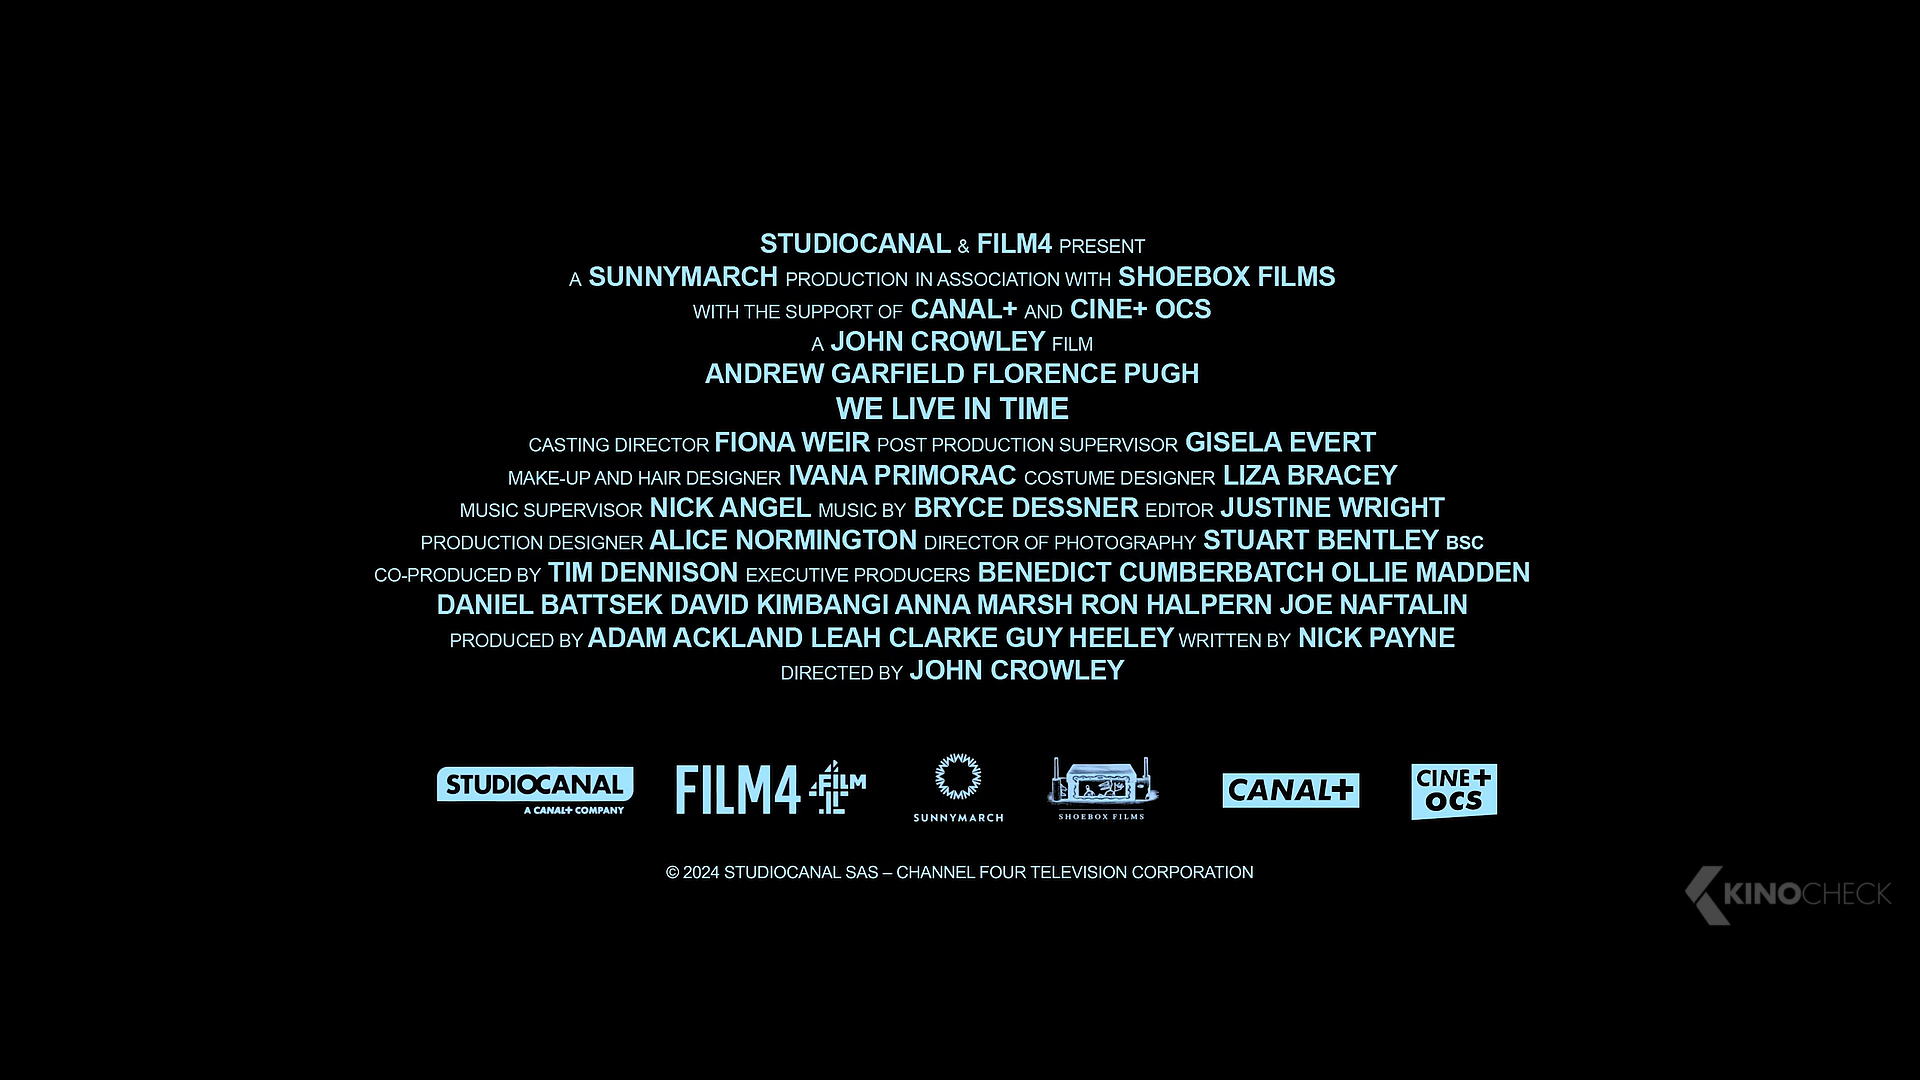 STUDIOCANAL & FILM4 PRESENT
A SUNNYMARCH PRODUCTION IN ASSOCIATION WITH SHOEBOX FILMS
WITH THE SUPPORT OF CANAL+ AND CINE+ OCS
A JOHN CROWLEY FILM
ANDREW GARFIELD FLORENCE PUGH
WE LIVE IN TIME
CASTING DIRECTOR FIONA WEIR POST PRODUCTION SUPERVISOR GISELA EVERT
MAKE-UP AND HAIR DESIGNER IVANA PRIMORAC COSTUME DESIGNER LIZA BRACEY
MUSIC SUPERVISOR NICK ANGEL MUSIC BY BRYCE DESSNER EDITOR JUSTINE WRIGHT
PRODUCTION DESIGNER ALICE NORMINGTON DIRECTOR OF PHOTOGRAPHY STUART BENTLEY BSC
CO-PRODUCED BY TIM DENNISON EXECUTIVE PRODUCERS BENEDICT CUMBERBATCH OLLIE MADDEN
DANIEL BATTSEK DAVID KIMBANGI ANNA MARSH RON HALPERN JOE NAFTALIN
PRODUCED BY ADAM ACKLAND LEAH CLARKE GUY HEELEY WRITTEN BY NICK PAYNE
DIRECTED BY JOHN CROWLEY
STUDIOCANAL
A CANAL+ COMPANY
FILM4
FILM
SUNNYMARCH
SHOEBOX FILMS
CANAL+
CINE+
OCS
© 2024 STUDIOCANAL SAS – CHANNEL FOUR TELEVISION CORPORATION
KINOCHECK